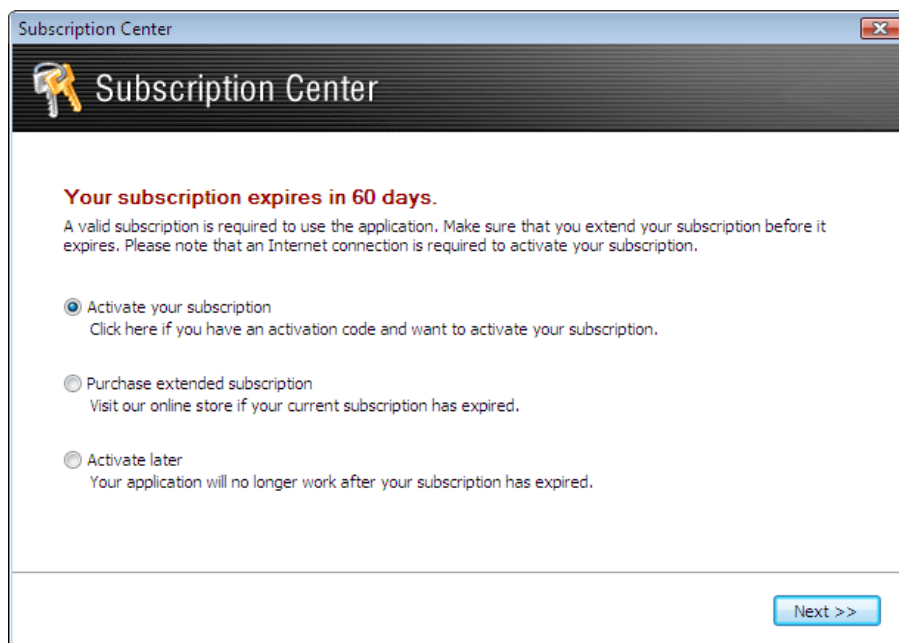 Subscription Center
Subscription Center
Your subscription expires in 60 days.
A valid subscription is required to use the application. Make sure that you extend your subscription before it
expires. Please note that an Internet connection is required to activate your subscription.
Activate your subscription
Click here if you have an activation code and want to activate your subscription.
Purchase extended subscription
Visit our online store if your current subscription has expired.
Activate later
Your application will no longer work after your subscription has expired.
Next >>